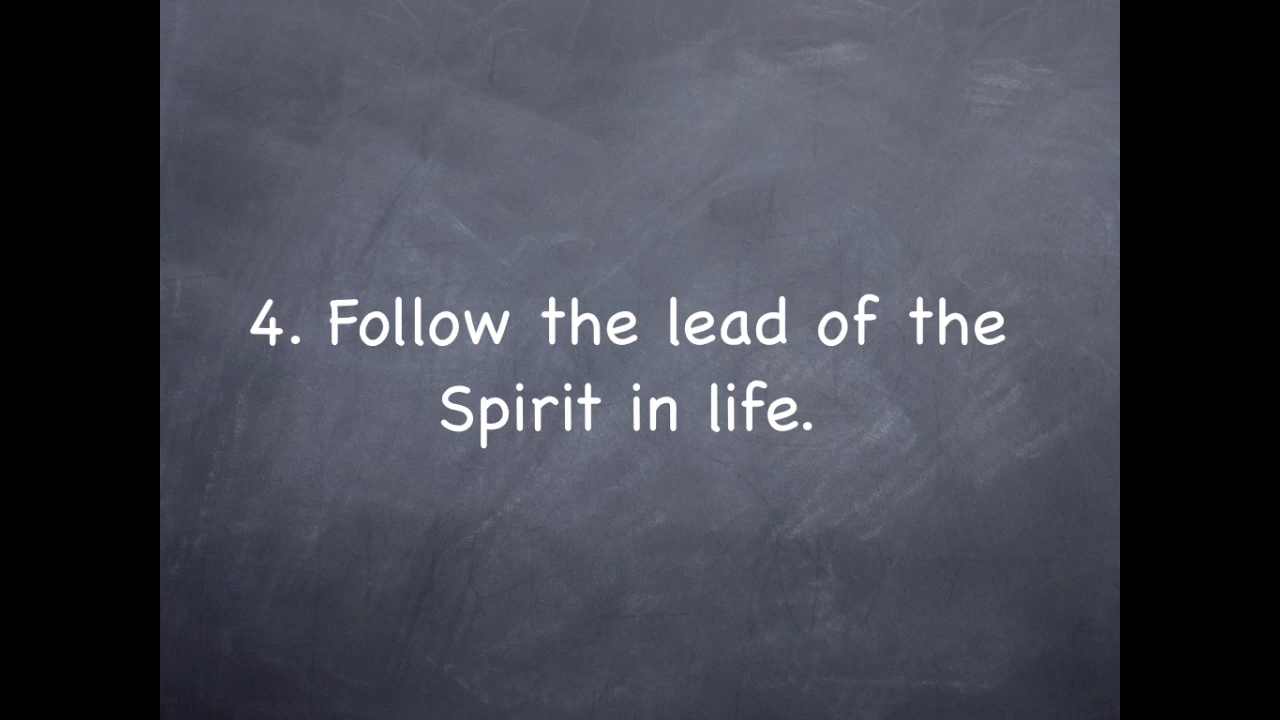 4. Follow the lead of the
Spirit in life.